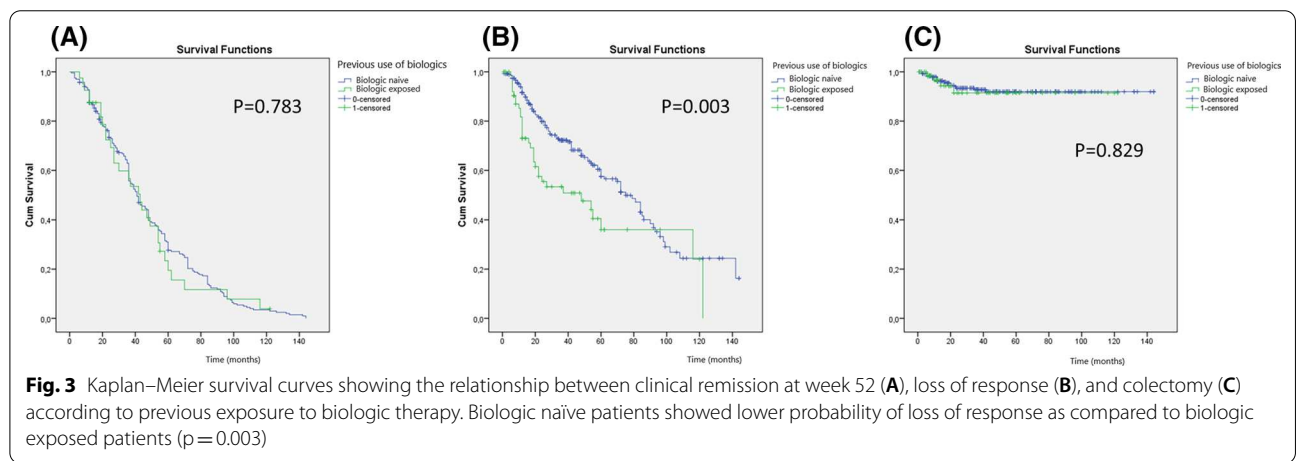 (A)
Survival Functions
Previous use of biologics
Biologic naive
Biologic exposed
0-censored
1-censored
P=0.783
Cum Survival
1,0
0,8
0,6
0,4
0,2
0,0
0 20 40 60 80 100 120 140
Time (months)
(B)
Survival Functions
Previous use of biologics
Biologic naive
Biologic exposed
0-censored
1-censored
P=0.003
Cum Survival
1,0
0,8
0,6
0,4
0,2
0,0
0 20 40 60 80 100 120 140
Time (months)
(C)
Survival Functions
Previous use of biologics
Biologic naive
Biologic exposed
0-censored
1-censored
P=0.829
Cum Survival
1,0
0,8
0,6
0,4
0,2
0,0
0 20 40 60 80 100 120 140
Time (months)
Fig. 3 Kaplan–Meier survival curves showing the relationship between clinical remission at week 52 (A), loss of response (B), and colectomy (C)
according to previous exposure to biologic therapy. Biologic naïve patients showed lower probability of loss of response as compared to biologic
exposed patients (p = 0.003)